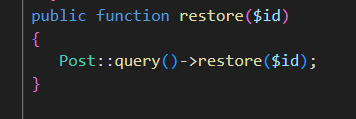 public function restore($id)
{
Post::query()->restore($id);
}